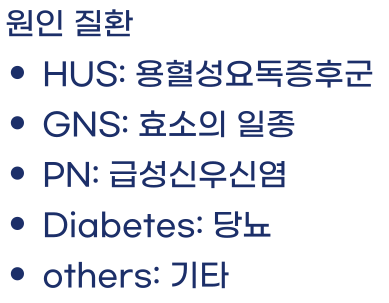 원인 질환
• HUS: 용혈성요독증후군
• GNS: 효소의 일종
• PN: 급성신우신염
• Diabetes: 당뇨
• others: 기타